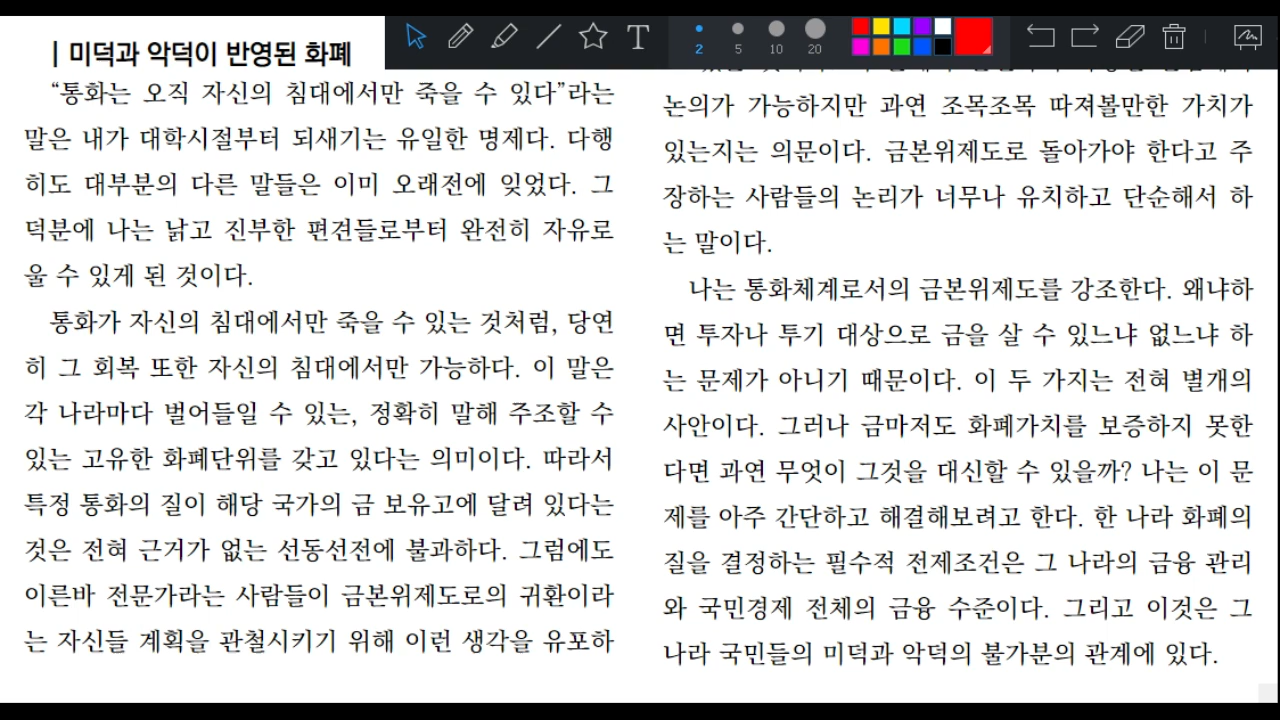 | 미덕과 악덕이 반영된 화폐
“통화는 오직 자신의 침대에서만 죽을 수 있다”라는
말은 내가 대학시절부터 되새기는 유일한 명제다. 다행
히도 대부분의 다른 말들은 이미 오래전에 잊었다. 그
덕분에 나는 낡고 진부한 편견들로부터 완전히 자유로
울 수 있게 된 것이다.
통화가 자신의 침대에서만 죽을 수 있는 것처럼, 당연
히 그 회복 또한 자신의 침대에서만 가능하다. 이 말은
각 나라마다 벌어들일 수 있는, 정확히 말해 주조할 수
있는 고유한 화폐단위를 갖고 있다는 의미이다. 따라서
특정 통화의 질이 해당 국가의 금 보유고에 달려 있다는
것은 전혀 근거가 없는 선동선전에 불과하다. 그럼에도
이른바 전문가라는 사람들이 금본위제도로의 귀환이라
는 자신들 계획을 관철시키기 위해 이런 생각을 유포하
논의가 가능하지만 과연 조목조목 따져볼만한 가치가
있는지는 의문이다. 금본위제도로 돌아가야 한다고 주
장하는 사람들의 논리가 너무나 유치하고 단순해서 하
는 말이다.
나는 통화체계로서의 금본위제도를 강조한다. 왜냐하
면 투자나 투기 대상으로 금을 살 수 있느냐 없느냐 하
는 문제가 아니기 때문이다. 이 두 가지는 전혀 별개의
사안이다. 그러나 금마저도 화폐가치를 보증하지 못한
다면 과연 무엇이 그것을 대신할 수 있을까? 나는 이 문
제를 아주 간단하고 해결해보려고 한다. 한 나라 화폐의
질을 결정하는 필수적 전제조건은 그 나라의 금융 관리
와 국민경제 전체의 금융 수준이다. 그리고 이것은 그
나라 국민들의 미덕과 악덕의 불가분의 관계에 있다.
T
2 5 10 20